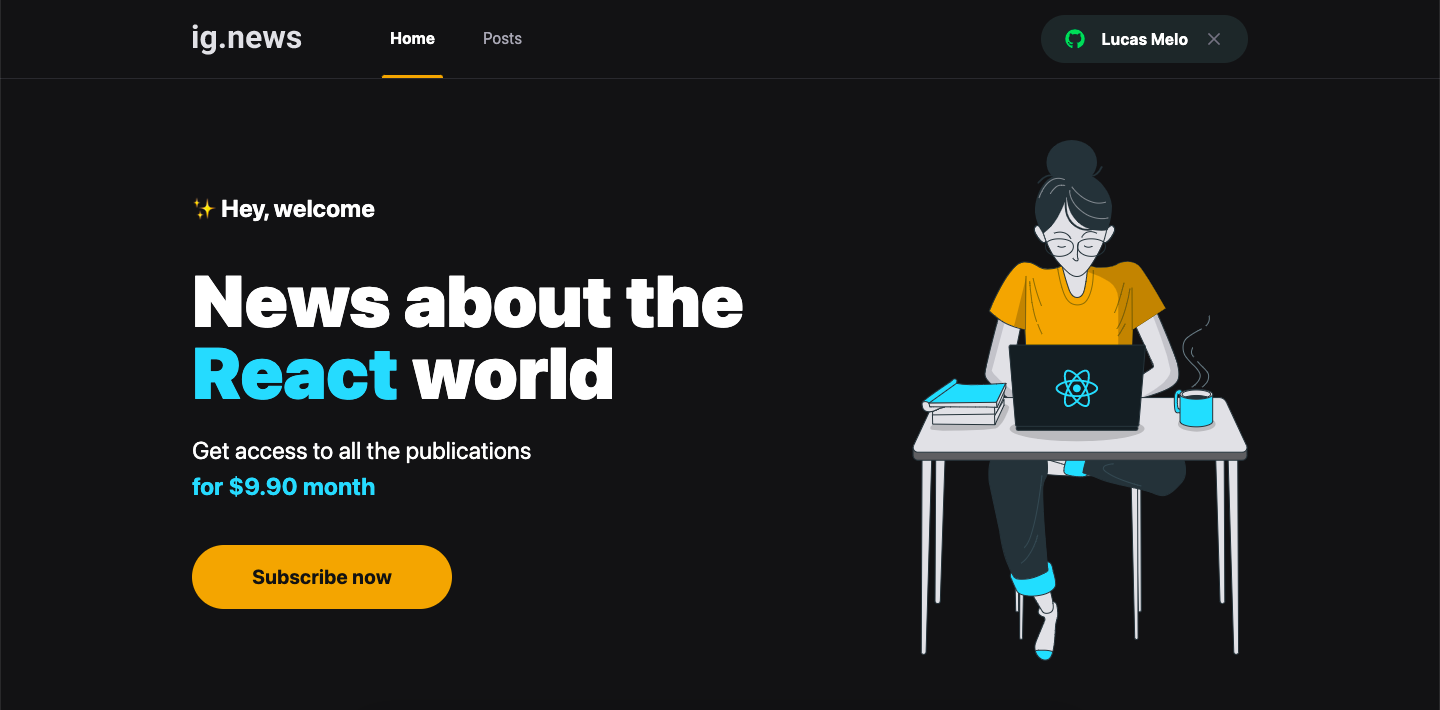 ig.news
Home
Posts
Lucas Melo
✨ Hey, welcome
News about the
React world
Get access to all the publications
for $9.90 month
Subscribe now